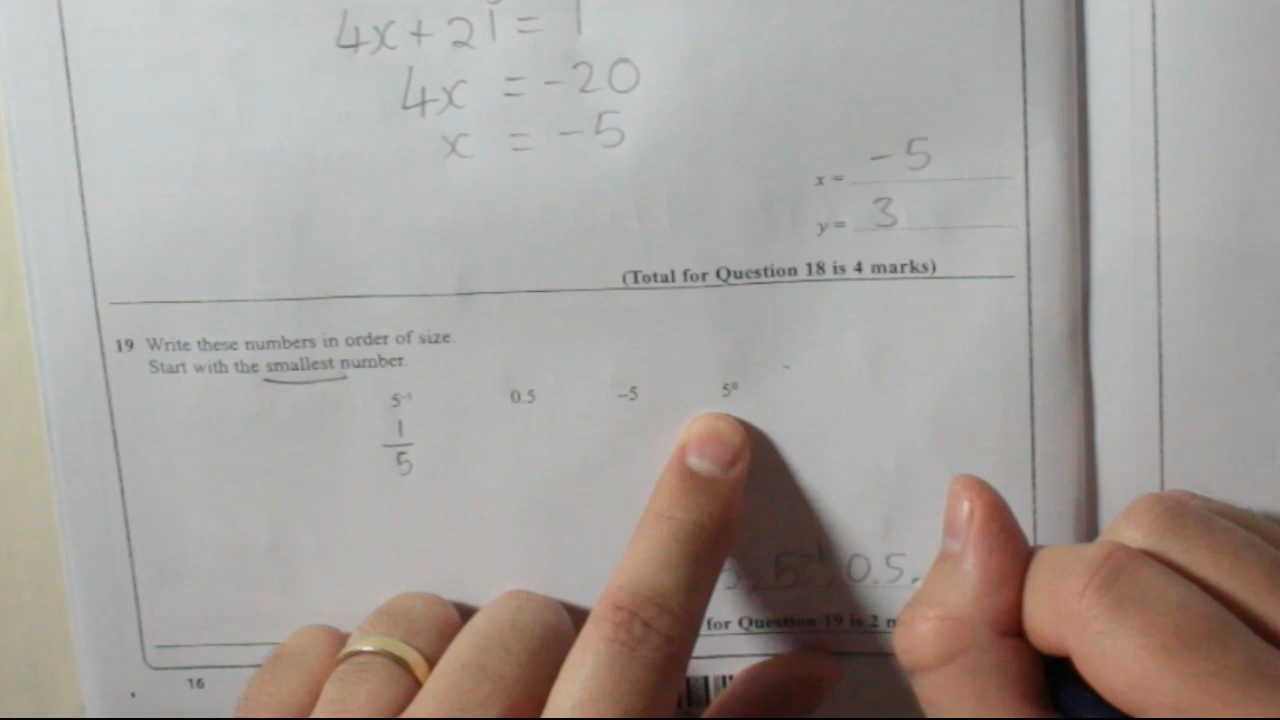 4x + 21 = 1
4x = -20
x = -5
x = -5
y = 3
(Total for Question 18 is 4 marks)
19 Write these numbers in order of size.
Start with the smallest number.
5⁻¹ 0.5 -5 5⁰
1
5
5⁻¹, 0.5,
for Question 19 is 2
16